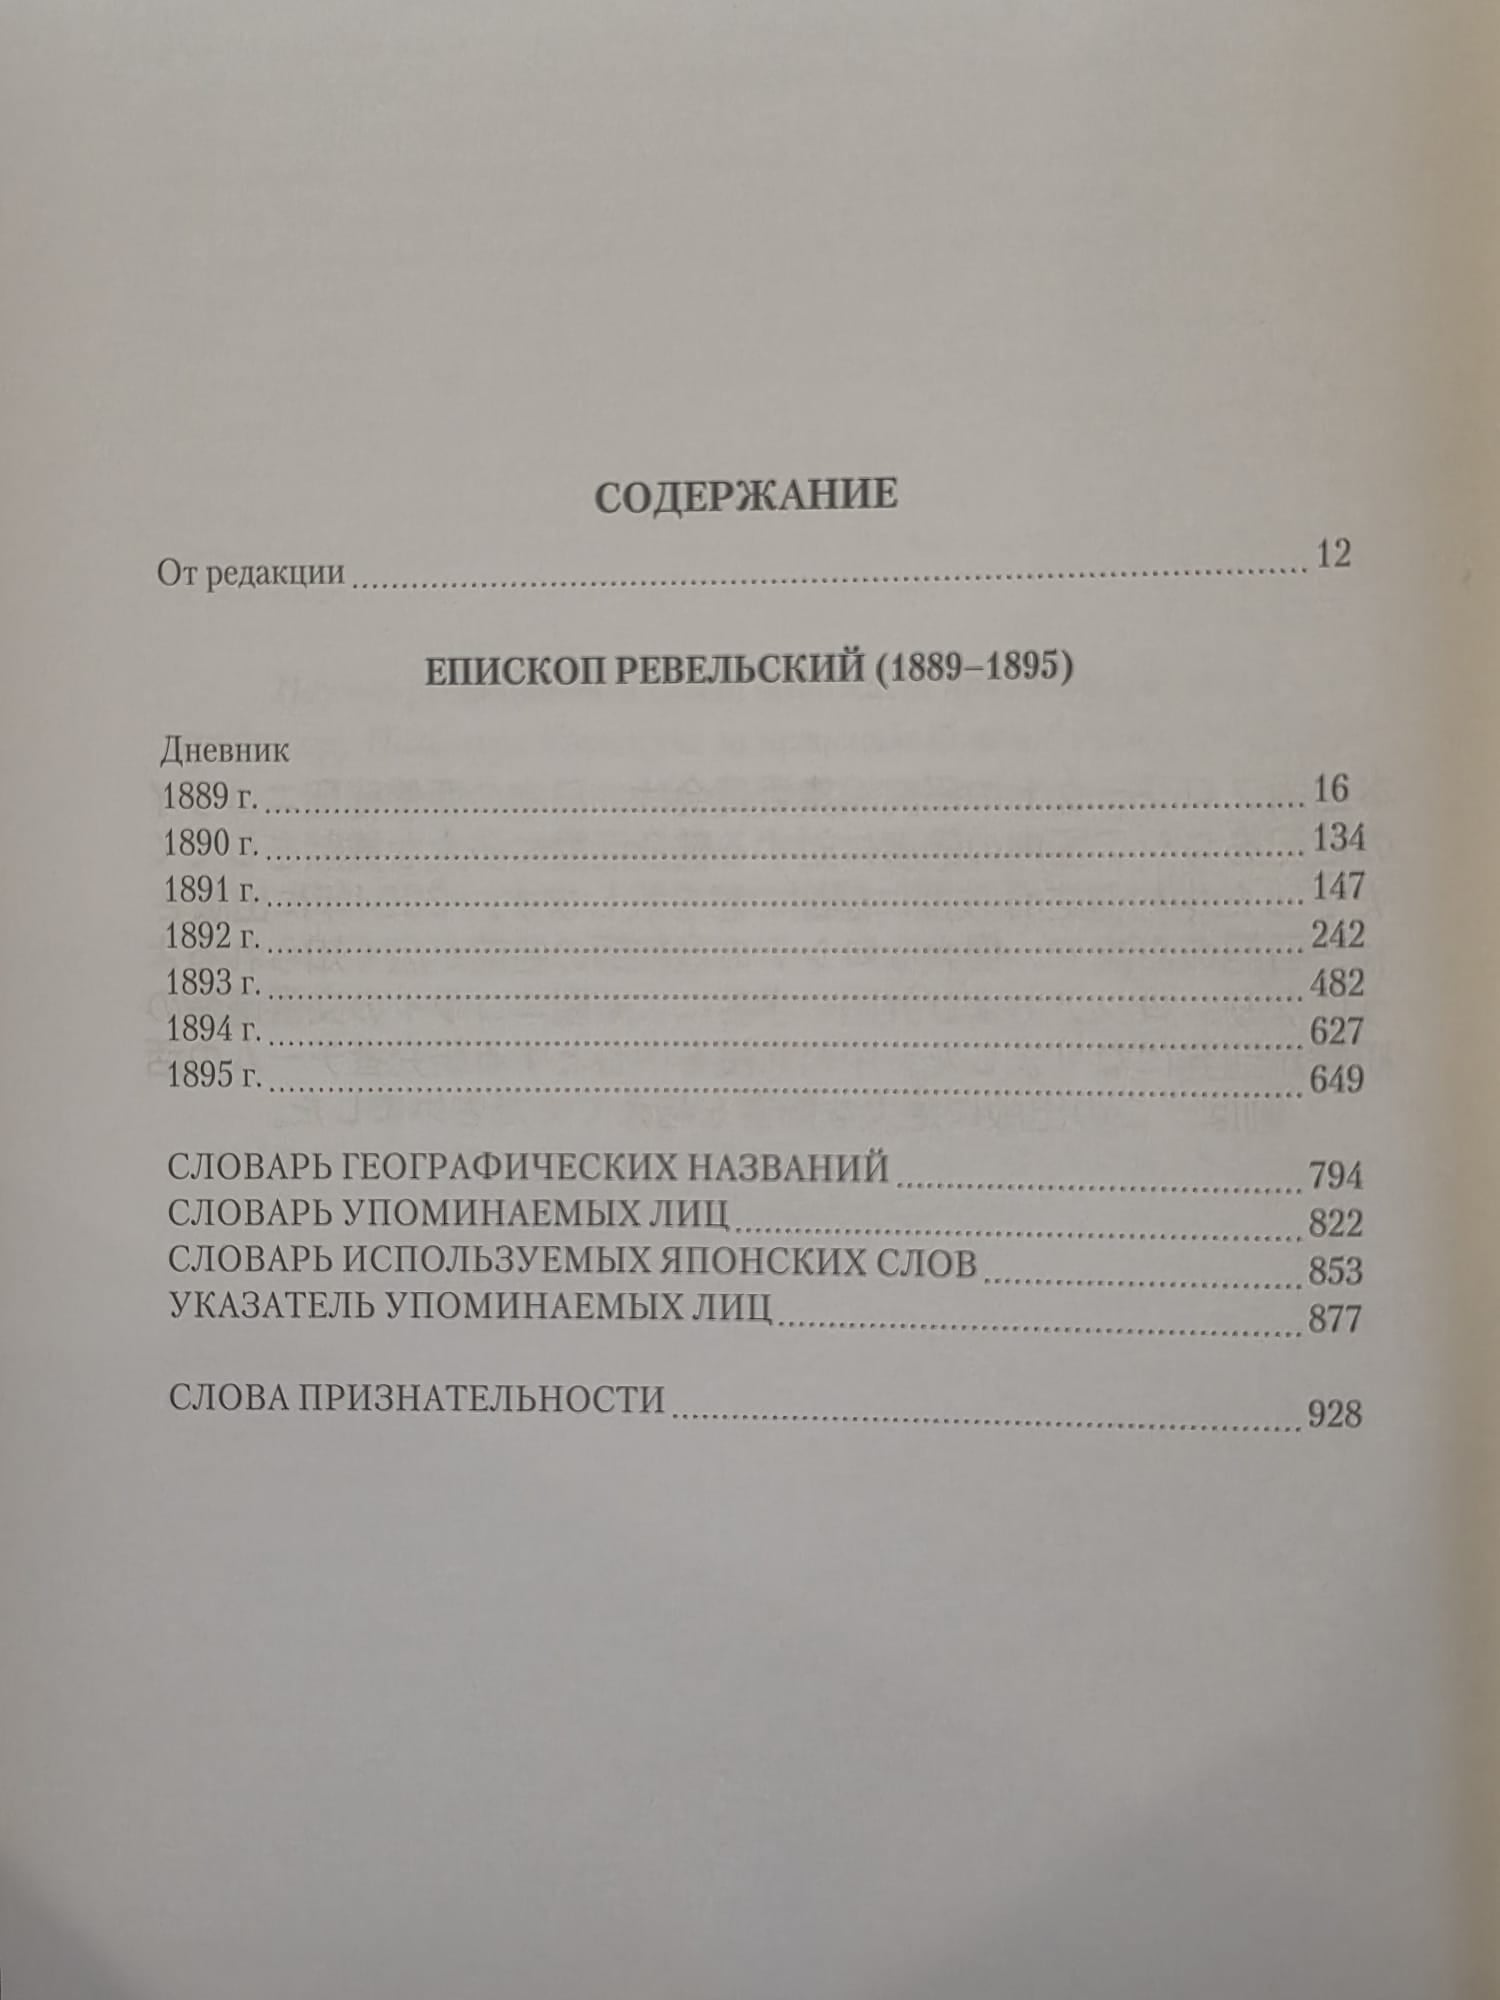 СОДЕРЖАНИЕ
От редакции 12
ЕПИСКОП РЕВЕЛЬСКИЙ (1889–1895)
Дневник
1889 г. 16
1890 г. 134
1891 г. 147
1892 г. 242
1893 г. 482
1894 г. 627
1895 г. 649
СЛОВАРЬ ГЕОГРАФИЧЕСКИХ НАЗВАНИЙ 794
СЛОВАРЬ УПОМИНАЕМЫХ ЛИЦ 822
СЛОВАРЬ ИСПОЛЬЗУЕМЫХ ЯПОНСКИХ СЛОВ 853
УКАЗАТЕЛЬ УПОМИНАЕМЫХ ЛИЦ 877
СЛОВА ПРИЗНАТЕЛЬНОСТИ 928